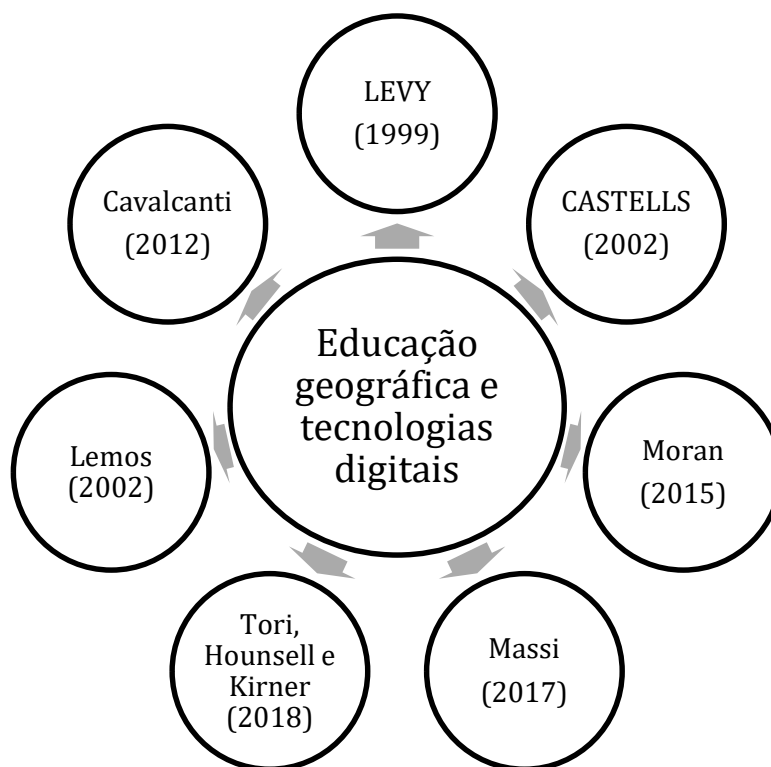 LEVY
(1999)
CASTELLS
(2002)
Moran
(2015)
Massi
(2017)
Tori,
Hounsell e
Kirner
(2018)
Lemos
(2002)
Cavalcanti
(2012)
Educação
geográfica e
tecnologias
digitais